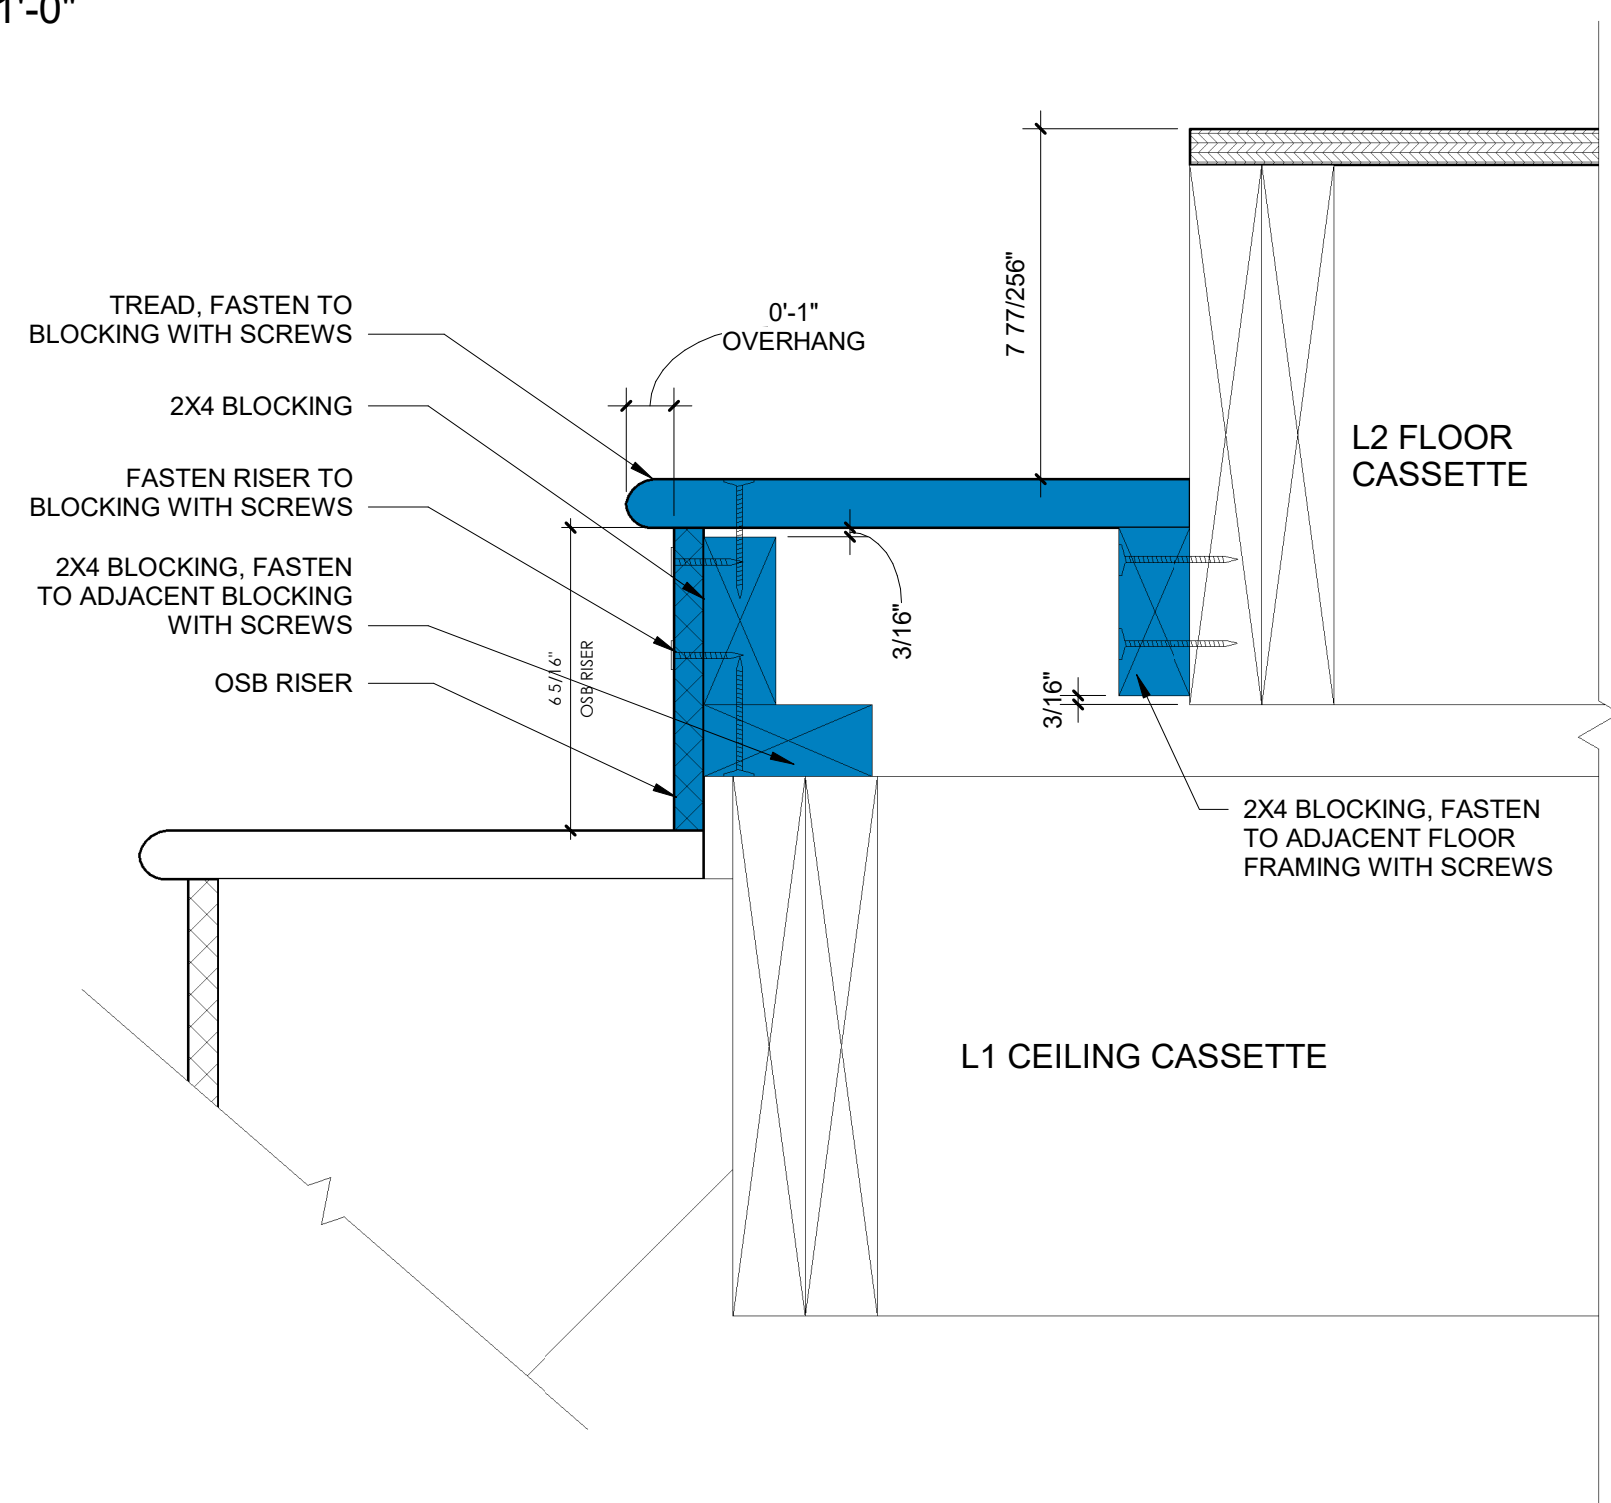 1'-0"
TREAD, FASTEN TO
BLOCKING WITH SCREWS
2X4 BLOCKING
FASTEN RISER TO
BLOCKING WITH SCREWS
2X4 BLOCKING, FASTEN
TO ADJACENT BLOCKING
WITH SCREWS
OSB RISER
0'-1"
OVERHANG
7 77/256"
L2 FLOOR
CASSETTE
6 5/16"
OSB RISER
3/16"
3/16"
2X4 BLOCKING, FASTEN
TO ADJACENT FLOOR
FRAMING WITH SCREWS
L1 CEILING CASSETTE